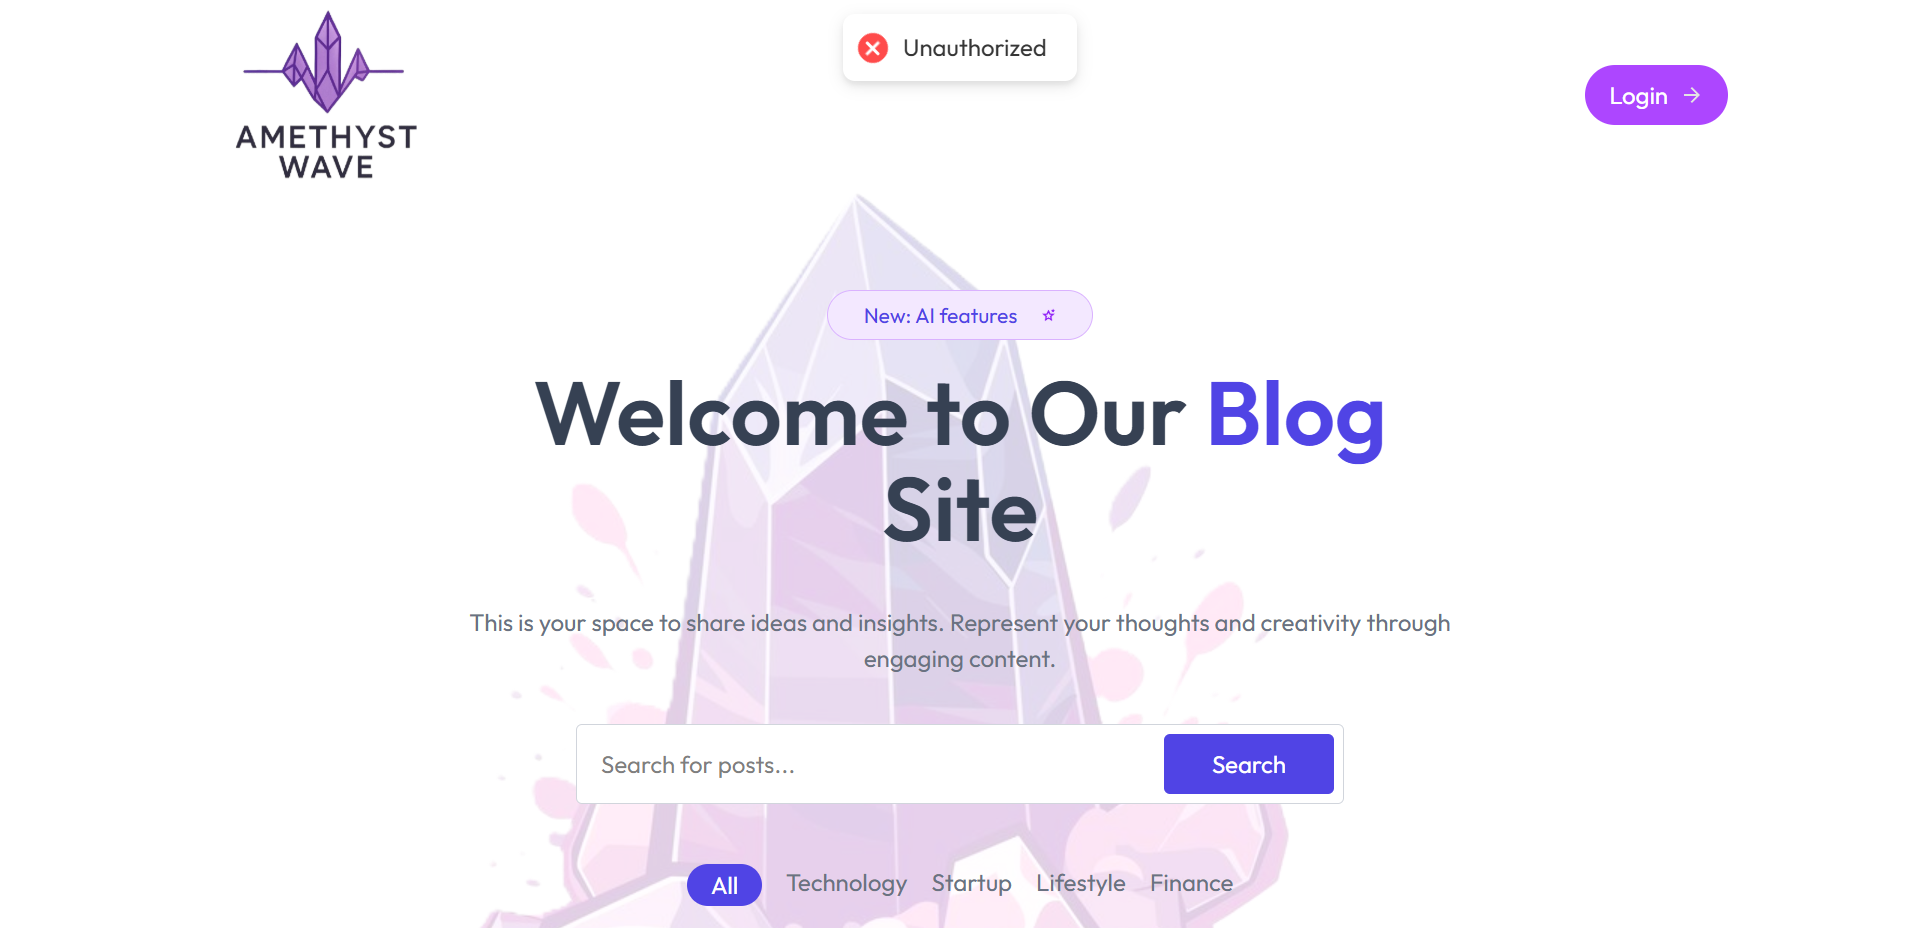 AMETHYST
WAVE
Unauthorized
Login
New: AI features
Welcome to Our Blog
Site
This is your space to share ideas and insights. Represent your thoughts and creativity through
engaging content.
Search for posts...
Search
All
Technology
Startup
Lifestyle
Finance